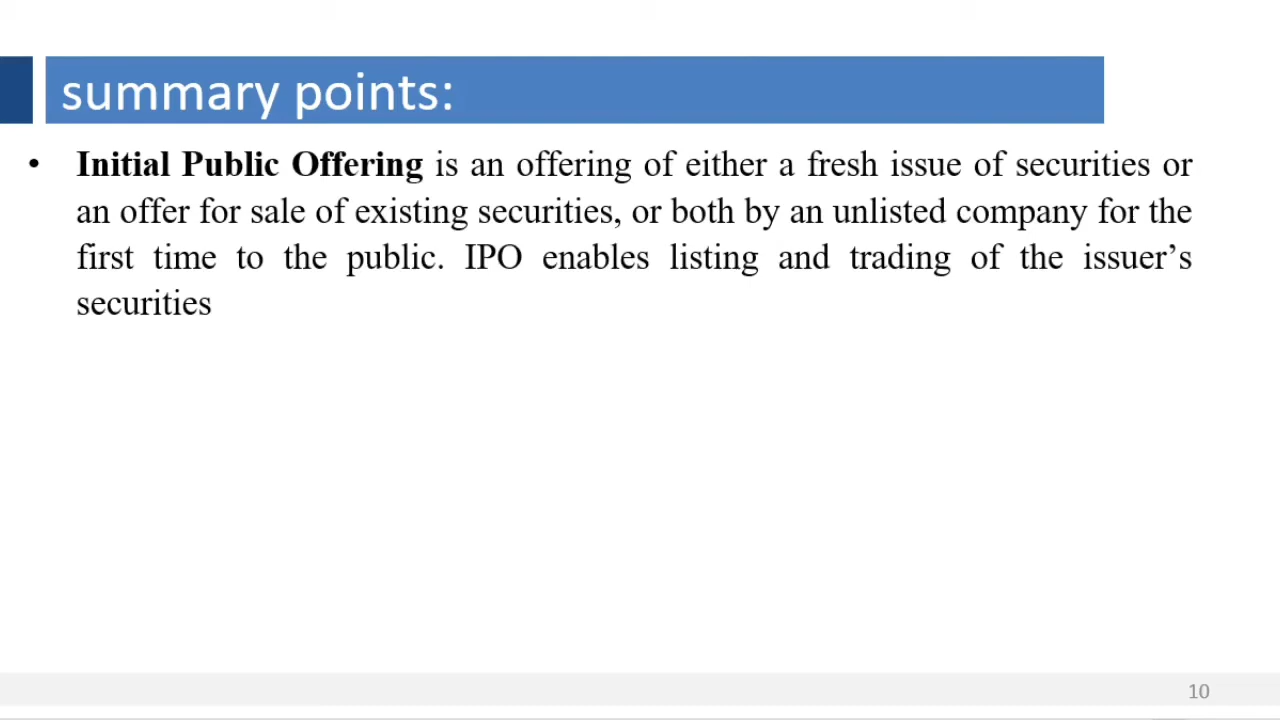 summary points:
• Initial Public Offering is an offering of either a fresh issue of securities or
an offer for sale of existing securities, or both by an unlisted company for the
first time to the public. IPO enables listing and trading of the issuer’s
securities
10